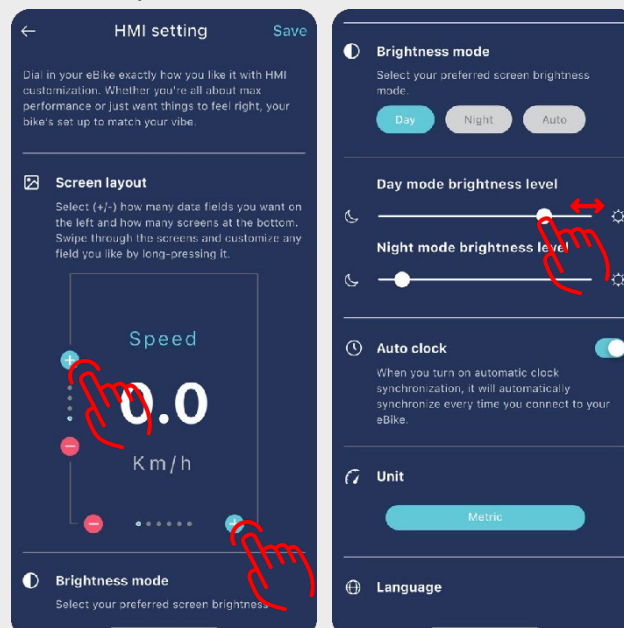 HMI setting
Save
Dial in your eBike exactly how you like it with HMI
customization. Whether you're all about max
performance or just want things to feel right, your
bike's set up to match your vibe.
Screen layout
Select (+/-) how many data fields you want on
the left and how many screens at the bottom.
Swipe through the screens and customize any
field you like by long-pressing it.
Speed
0.0
Km/h
Brightness mode
Select your preferred screen brightness
Brightness mode
Select your preferred screen brightness
mode.
Day
Night
Auto
Day mode brightness level
Night mode brightness level
Auto clock
When you turn on automatic clock
synchronization, it will automatically
synchronize every time you connect to your
eBike.
Unit
Metric
Language